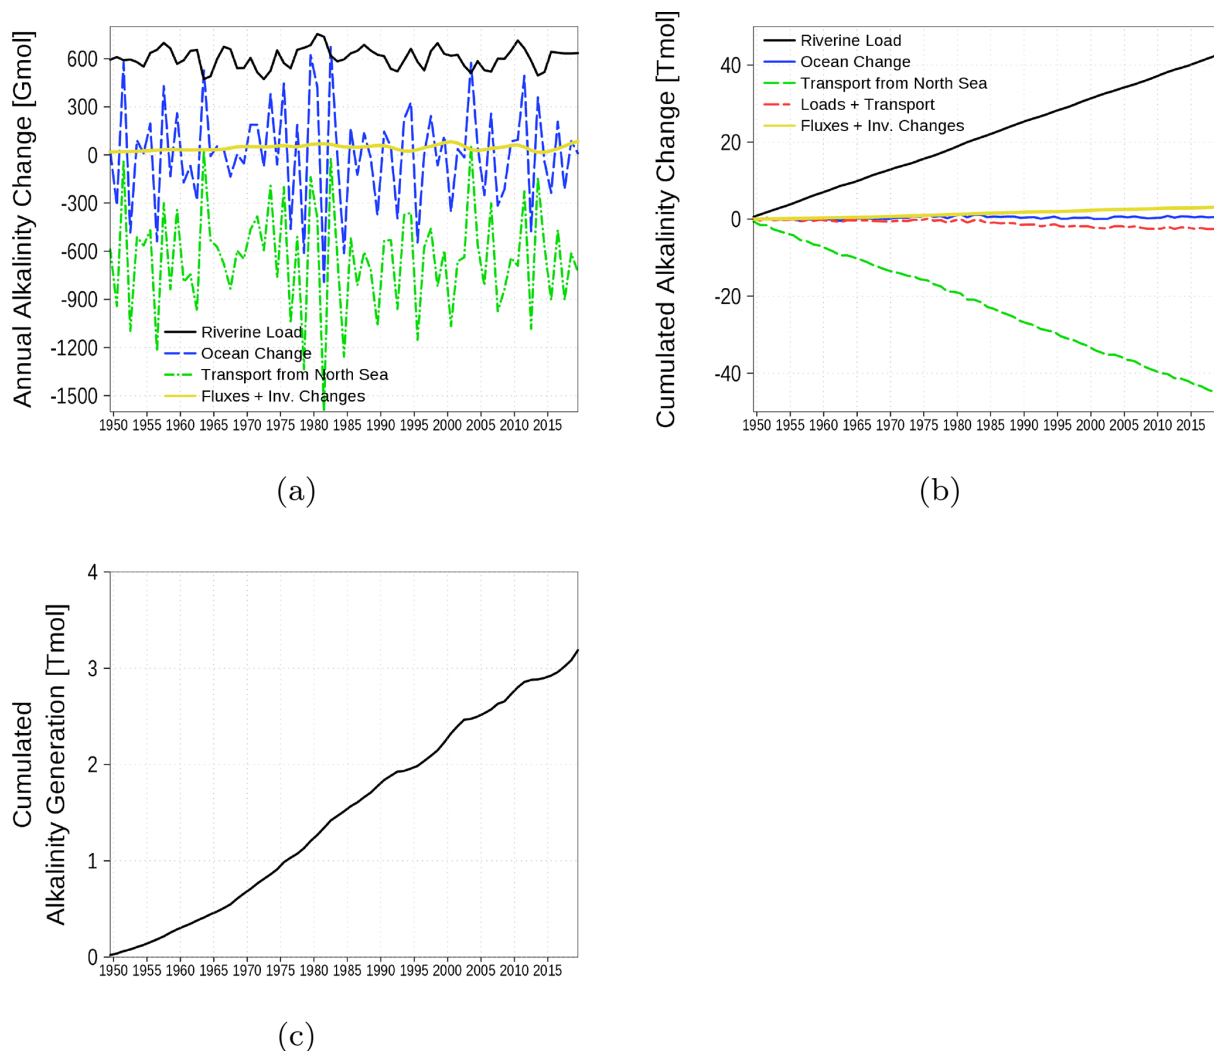 Annual Alkalinity Change [Gmol]
600
300
0
-300
-600
-900
-1200
-1500
Riverine Load
Ocean Change
Transport from North Sea
Fluxes + Inv. Changes
1950 1955 1960 1965 1970 1975 1980 1985 1990 1995 2000 2005 2010 2015
(a)
Cumulated Alkalinity Change [Tmol]
40
20
0
-20
-40
Riverine Load
Ocean Change
Transport from North Sea
Loads + Transport
Fluxes + Inv. Changes
1950 1955 1960 1965 1970 1975 1980 1985 1990 1995 2000 2005 2010 2015
(b)
Cumulated
Alkalinity Generation [Tmol]
4
3
2
1
0
1950 1955 1960 1965 1970 1975 1980 1985 1990 1995 2000 2005 2010 2015
(c)